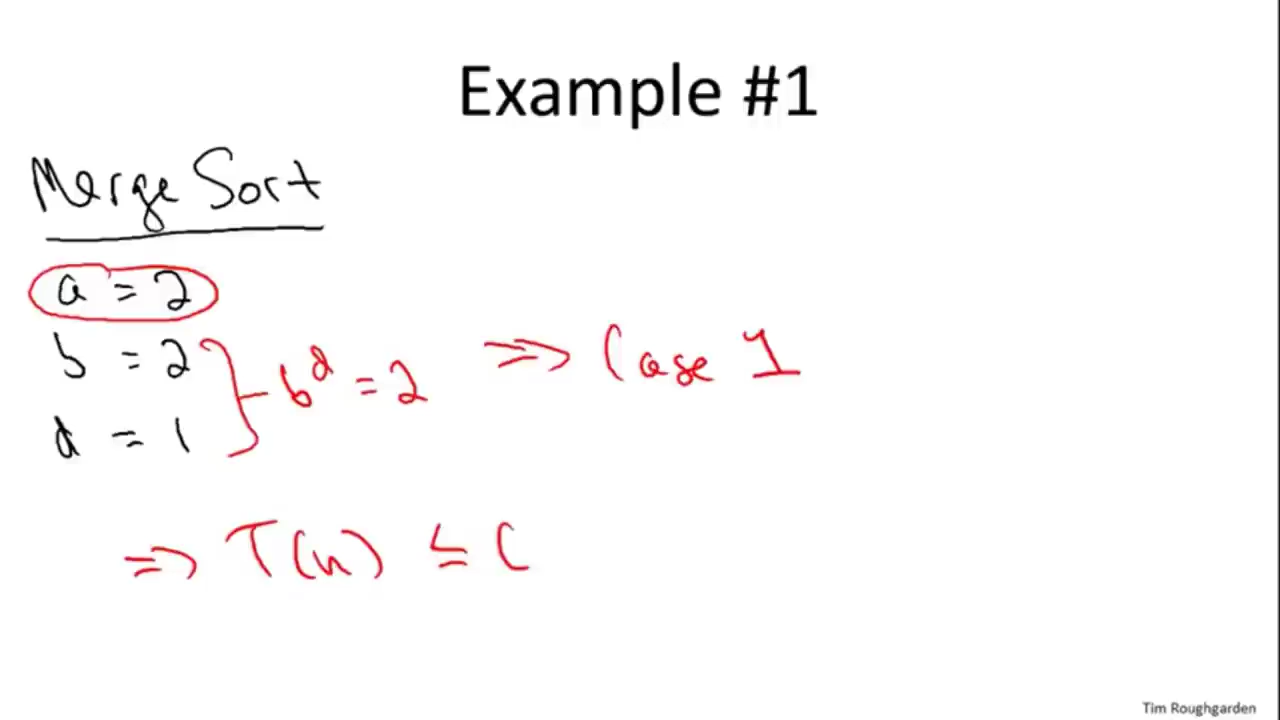 Example #1
Merge Sort
a = 2
b = 2
d = 1
b^d = 2 => Case 1
=> T(n) ≤ (
Tim Roughgarden